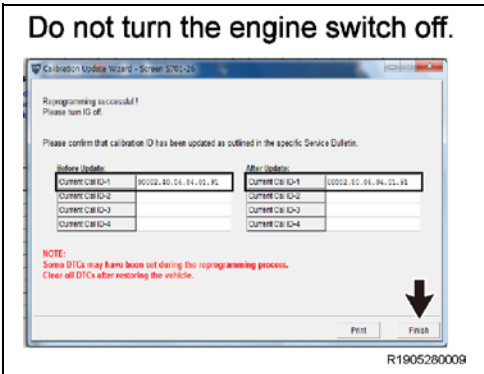 Do not turn the engine switch off.
Calibration Update Wizard - Screen S701-26
Reprogramming successful!
Please turn IG off.
Please confirm that calibration ID has been updated as outlined in the specific Service Bulletin.
Before Update: After Update:
Current Cal ID-1 Current Cal ID-1
Current Cal ID-2 Current Cal ID-2
Current Cal ID-3 Current Cal ID-3
Current Cal ID-4 Current Cal ID-4
NOTE:
Some DTCs may have been set during the reprogramming process.
Clear all DTCs after restoring the vehicle.
Print Finish
R1905280009